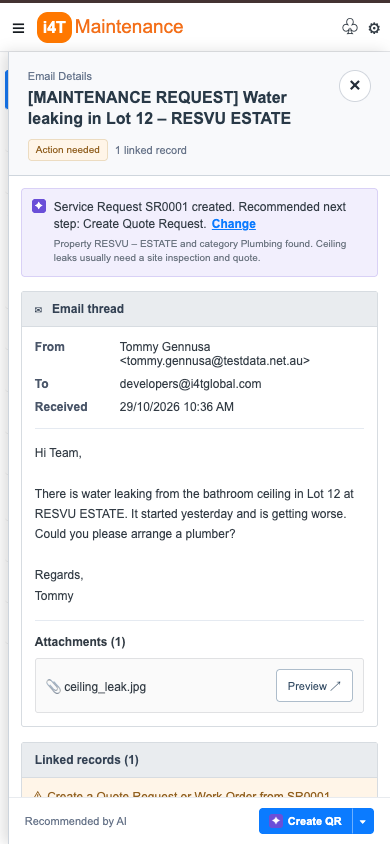 i4T Maintenance
Email Details
[MAINTENANCE REQUEST] Water
leaking in Lot 12 – RESVU ESTATE
Action needed 1 linked record
Service Request SR0001 created. Recommended next
step: Create Quote Request. Change
Property RESVU – ESTATE and category Plumbing found. Ceiling
leaks usually need a site inspection and quote.
Email thread
From Tommy Gennusa
<tommy.gennusa@testdata.net.au>
To developers@i4tglobal.com
Received 29/10/2026 10:36 AM
Hi Team,
There is water leaking from the bathroom ceiling in Lot 12 at
RESVU ESTATE. It started yesterday and is getting worse.
Could you please arrange a plumber?
Regards,
Tommy
Attachments (1)
ceiling_leak.jpg Preview
Linked records (1)
Create a Quote Request or Work Order from SR0001
Recommended by AI Create QR